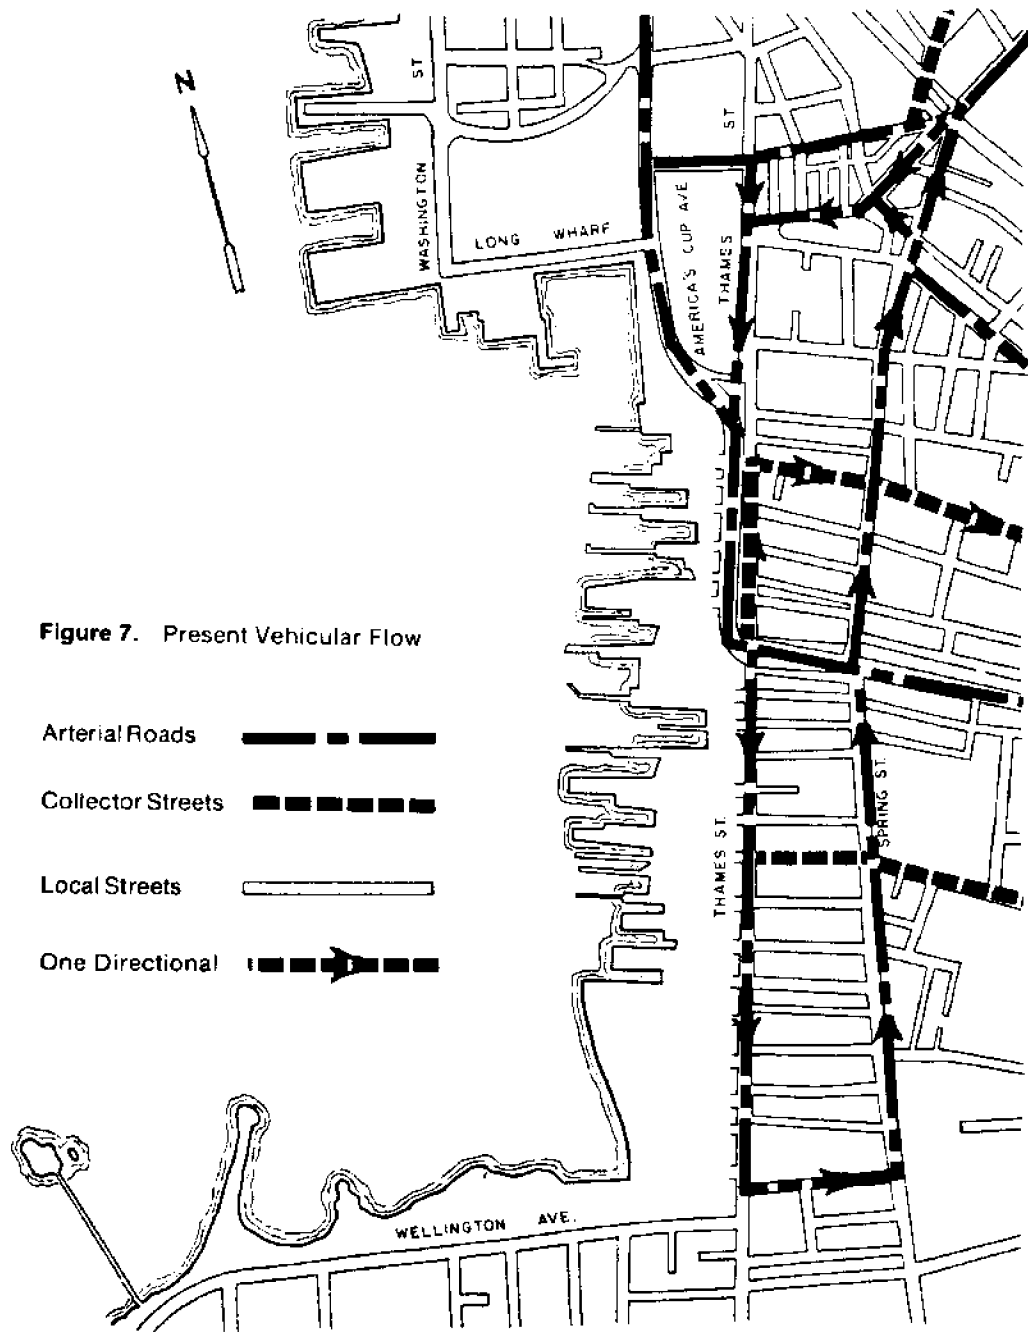 N
ST
WASHINGTON
LONG WHARF
AMERICA'S CUP AVE
ST
THAMES
Figure 7. Present Vehicular Flow
Arterial Roads
Collector Streets
Local Streets
One Directional
THAMES ST.
SPRING ST.
WELLINGTON AVE.